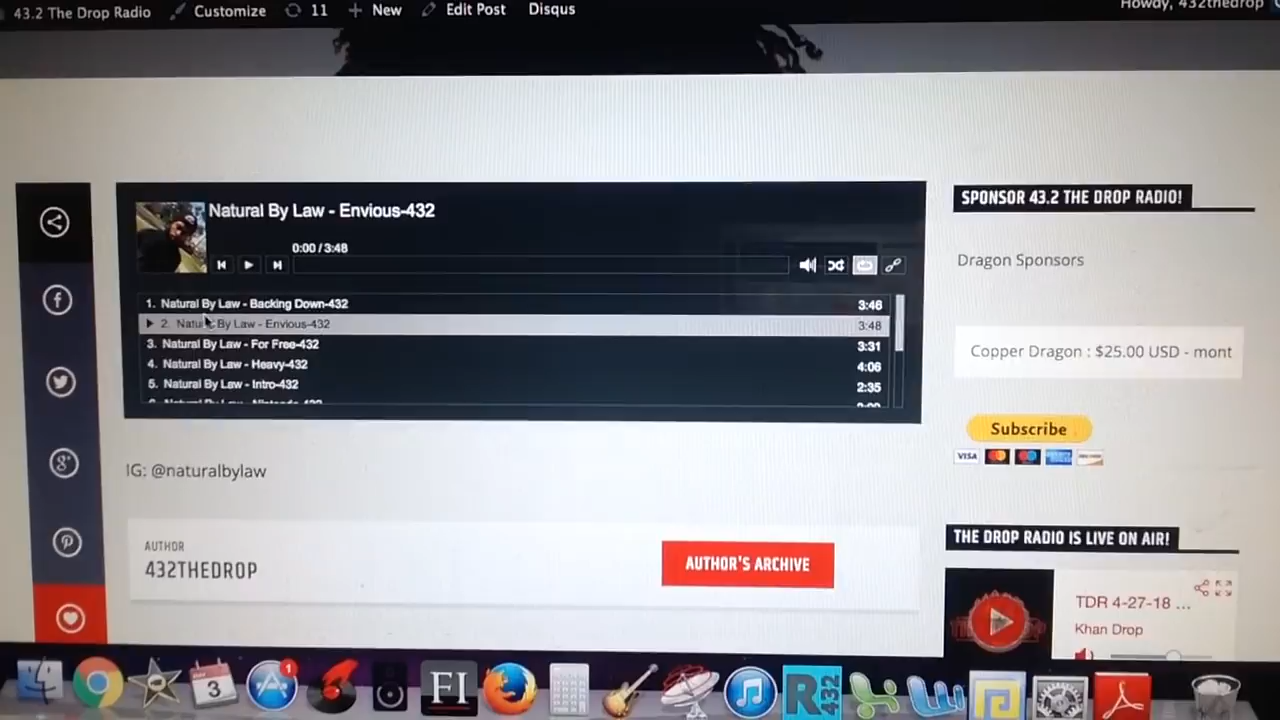 43.2 The Drop Radio Customize 11 New Edit Post Disqus Howdy, 432thedrop
Natural By Law - Envious-432
0:00 / 3:48
1. Natural By Law - Backing Down-432 3:46
2. Natural By Law - Envious-432 3:48
3. Natural By Law - For Free-432 3:31
4. Natural By Law - Heavy-432 4:06
5. Natural By Law - Intro-432 2:35
IG: @naturalbylaw
AUTHOR
432THEDROP
AUTHOR'S ARCHIVE
SPONSOR 43.2 THE DROP RADIO!
Dragon Sponsors
Copper Dragon : $25.00 USD - mont
Subscribe
VISA
THE DROP RADIO IS LIVE ON AIR!
TDR 4-27-18 ...
Khan Drop
3
1
FI
R432